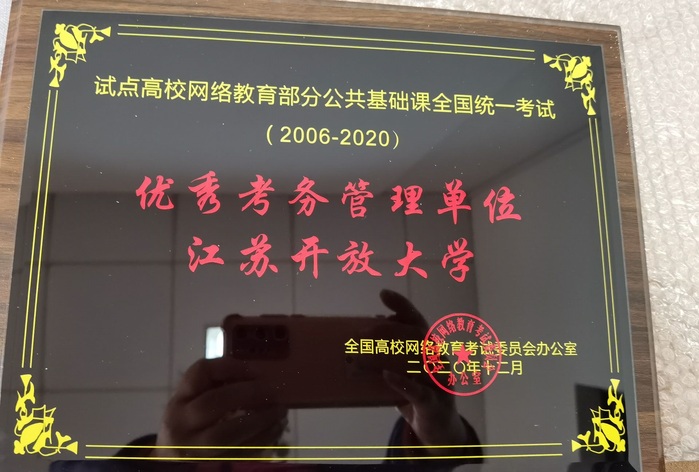 试点高校网络教育部分公共基础课全国统一考试
（2006-2020）
优秀考务管理单位
江苏开放大学
全国高校网络教育考试委员会办公室
二〇二〇年十二月
办公室